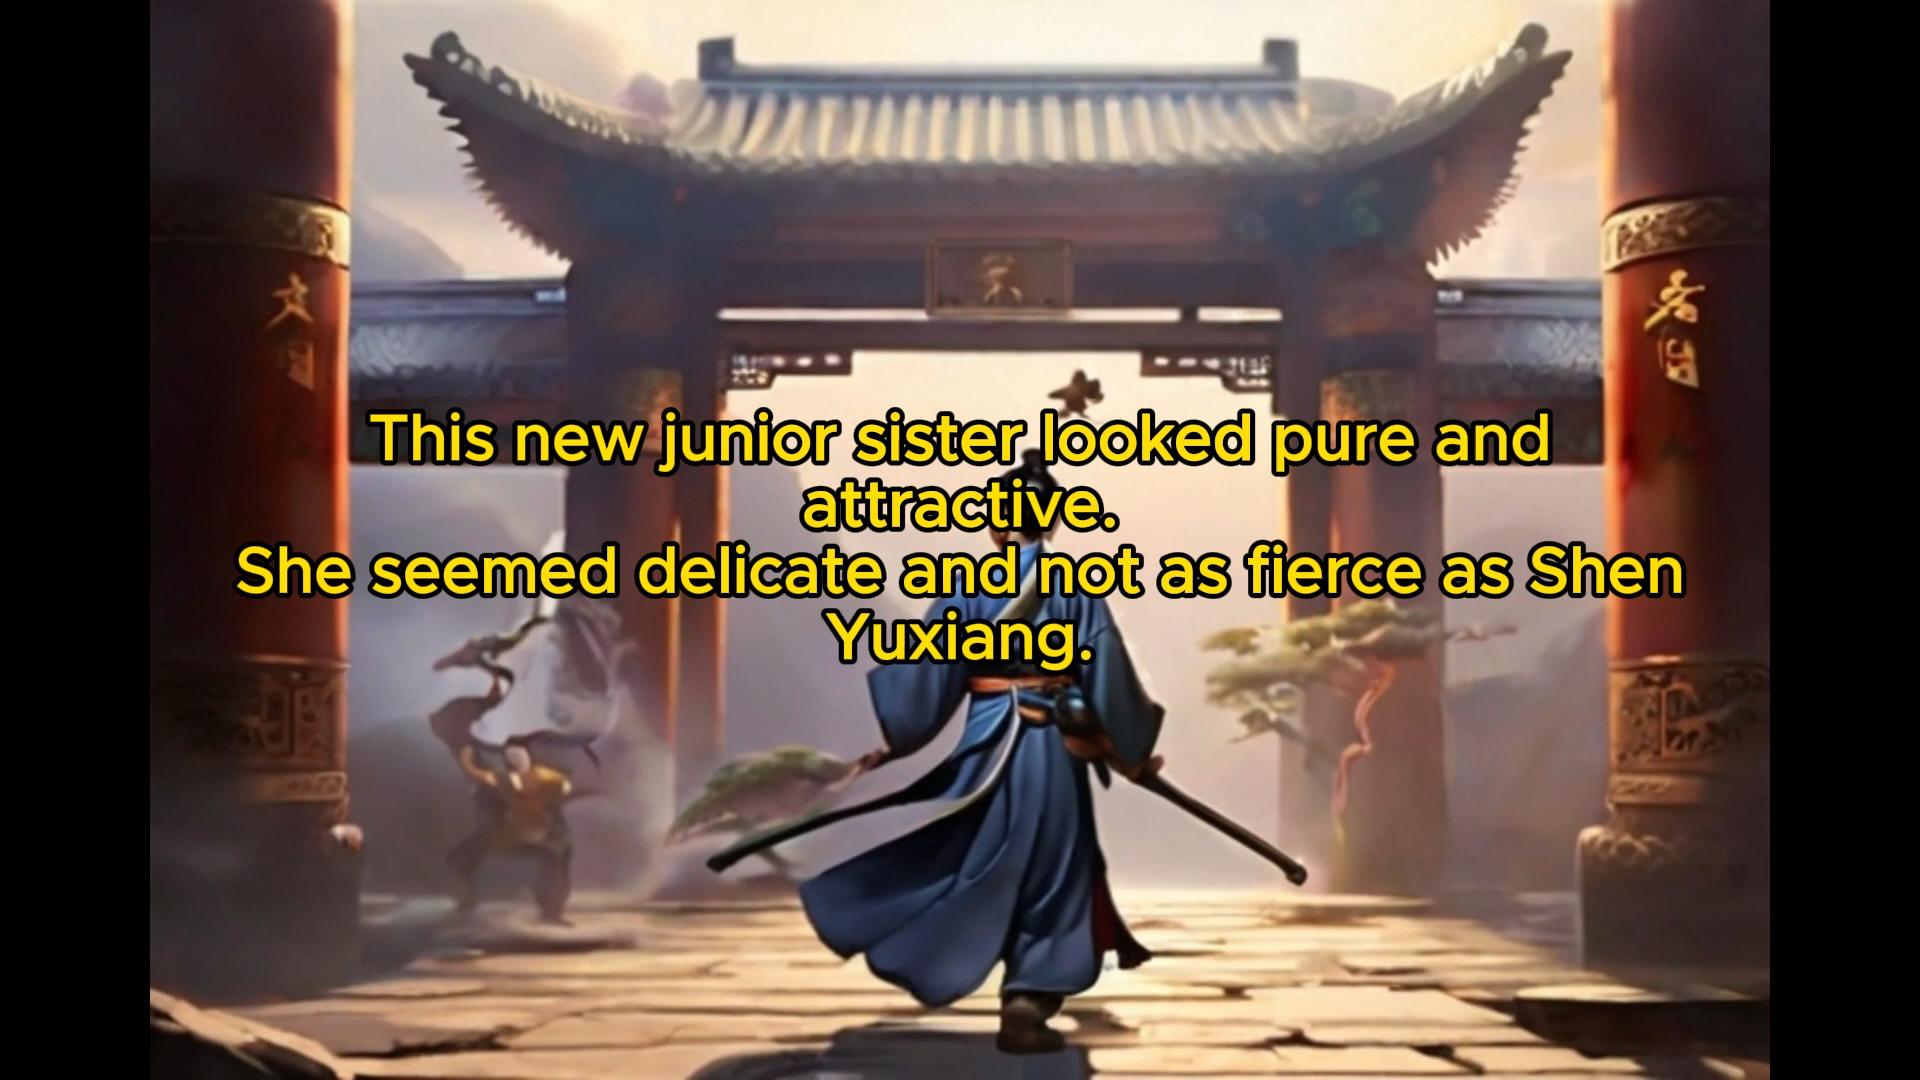 This new junior sister looked pure and
attractive.
She seemed delicate and not as fierce as Shen
Yuxiang.